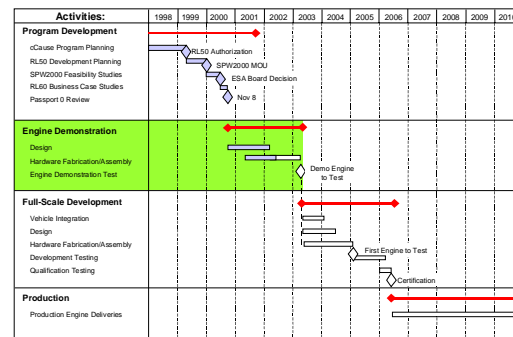 Activities: 1998 1999 2000 2001 2002 2003 2004 2005 2006 2007 2008 2009 2010
Program Development
cCause Program Planning RL50 Authorization
RL50 Development Planning SPW2000 MOU
SPW2000 Feasibility Studies ESA Board Decision
RL60 Business Case Studies
Passport 0 Review Nov 8
Engine Demonstration
Design
Hardware Fabrication/Assembly
Engine Demonstration Test Demo Engine
to Test
Full-Scale Development
Vehicle Integration
Design
Hardware Fabrication/Assembly First Engine to Test
Development Testing
Qualification Testing
Certification
Production
Production Engine Deliveries